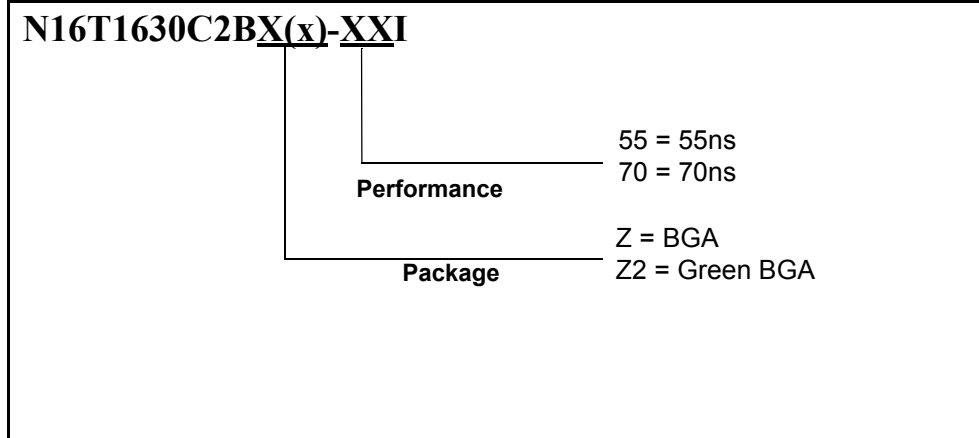 N16T1630C2BX(x)-XXI
55 = 55ns
70 = 70ns
Performance
Z = BGA
Z2 = Green BGA
Package